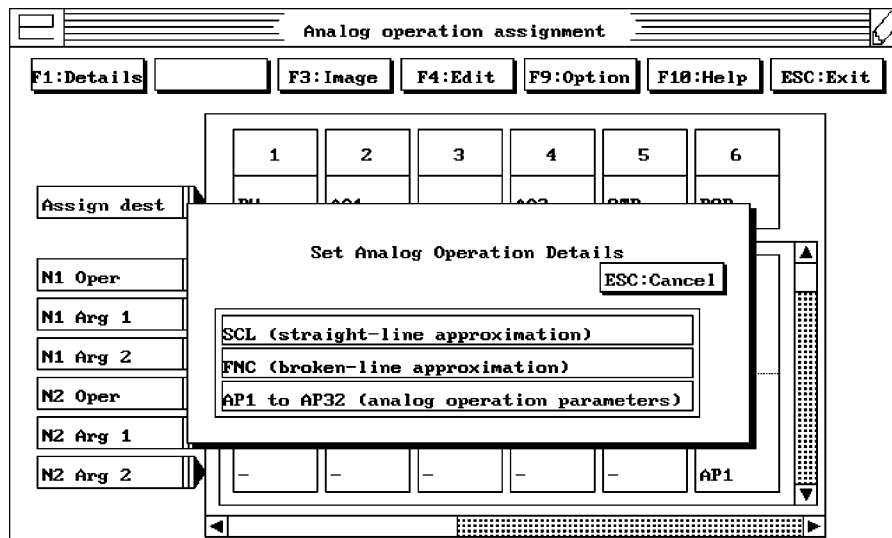 Analog operation assignment
F1:Details F3:Image F4:Edit F9:Option F10:Help ESC:Exit
1 2 3 4 5 6
Assign dest
Set Analog Operation Details
ESC:Cancel
N1 Oper
N1 Arg 1
SCL (straight-line approximation)
N1 Arg 2
FNC (broken-line approximation)
N2 Oper
AP1 to AP32 (analog operation parameters)
N2 Arg 1
N2 Arg 2 - - - - - AP1